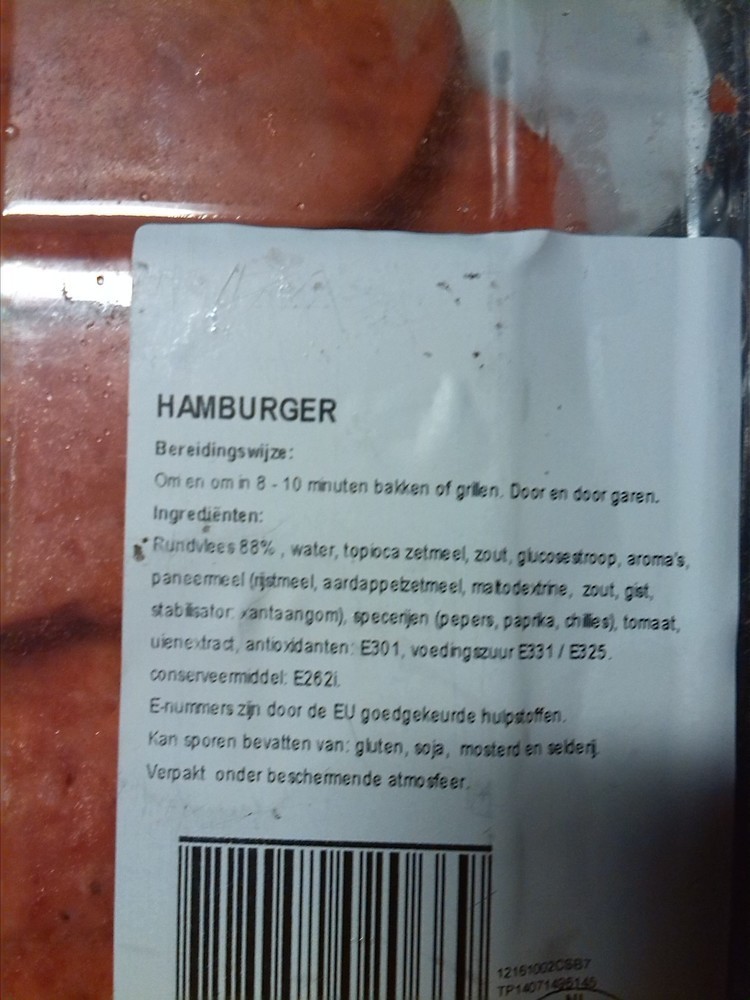 HAMBURGER
Bereidingswijze:
Om en om in 8 - 10 minuten bakken of grillen. Door en door garen.
Ingrediënten:
Rundvlees 88% , water, topioca zetmeel, zout, glucosestroop, aroma's,
paneermeel (rijstmeel, aardappelzetmeel, maltodextrine, zout, gist,
stabilisator: xantaangom), specerijen (pepers, paprika, chillies), tomaat,
uienextract, antioxidanten: E301, voedingszuur E331 / E325.
conserveermiddel: E262i.
E-nummers zijn door de EU goedgekeurde hulpstoffen.
Kan sporen bevatten van: gluten, soja, mosterd en selderij.
Verpakt onder beschermende atmosfeer.
12161002CSB7
TP14071495145